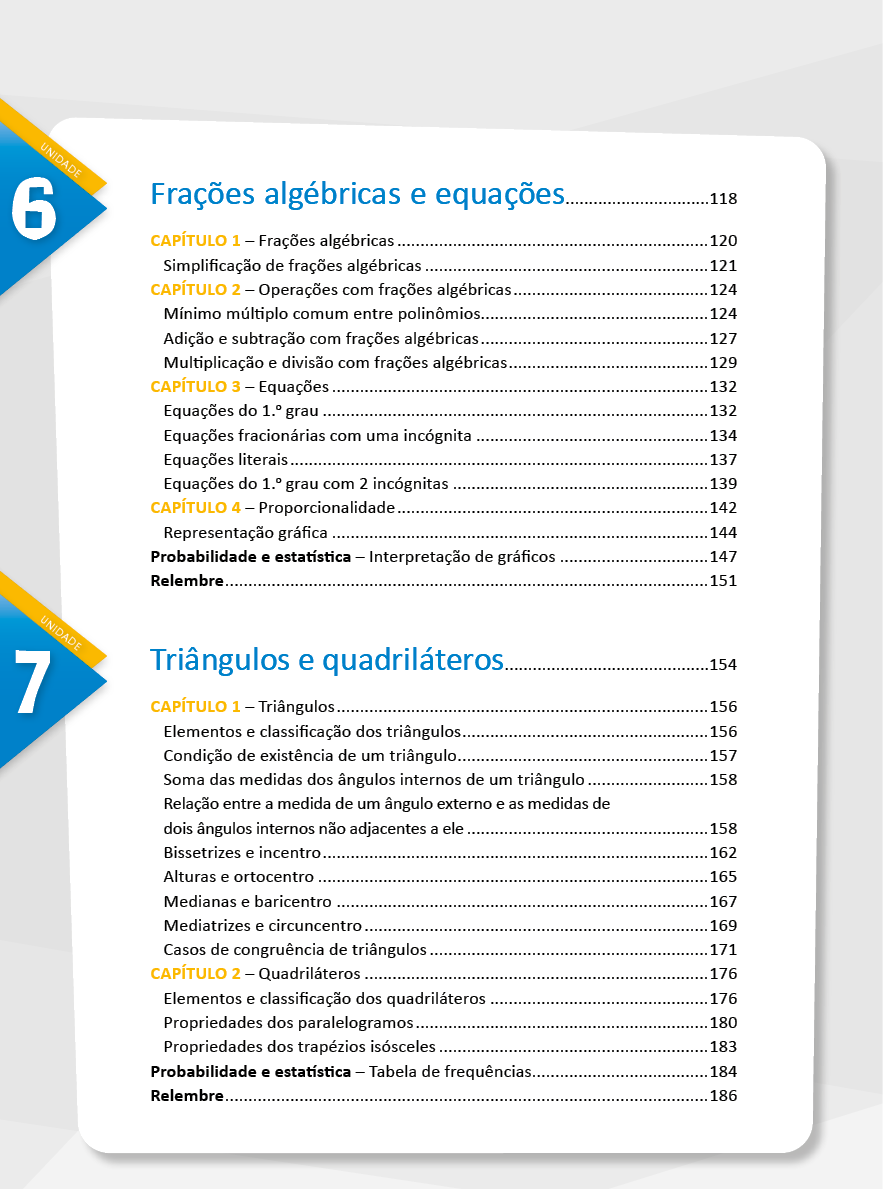 UNIDADE
6
Frações algébricas e equações..............................118
CAPÍTULO 1 – Frações algébricas ..................................................................120
Simplificação de frações algébricas ............................................................121
CAPÍTULO 2 – Operações com frações algébricas..........................................124
Mínimo múltiplo comum entre polinômios................................................124
Adição e subtração com frações algébricas................................................127
Multiplicação e divisão com frações algébricas..........................................129
CAPÍTULO 3 – Equações ................................................................................132
Equações do 1.º grau ..................................................................................132
Equações fracionárias com uma incógnita .................................................134
Equações literais.........................................................................................137
Equações do 1.º grau com 2 incógnitas ......................................................139
CAPÍTULO 4 – Proporcionalidade..................................................................142
Representação gráfica ................................................................................144
Probabilidade e estatística – Interpretação de gráficos ................................147
Relembre.......................................................................................................151
UNIDADE
7
Triângulos e quadriláteros...........................................154
CAPÍTULO 1 – Triângulos...............................................................................156
Elementos e classificação dos triângulos....................................................156
Condição de existência de um triângulo.....................................................157
Soma das medidas dos ângulos internos de um triângulo ..........................158
Relação entre a medida de um ângulo externo e as medidas de
dois ângulos internos não adjacentes a ele ...................................................158
Bissetrizes e incentro..................................................................................162
Alturas e ortocentro ...................................................................................165
Medianas e baricentro ...............................................................................167
Mediatrizes e circuncentro.........................................................................169
Casos de congruência de triângulos...........................................................171
CAPÍTULO 2 – Quadriláteros .........................................................................176
Elementos e classificação dos quadriláteros ..............................................176
Propriedades dos paralelogramos..............................................................180
Propriedades dos trapézios isósceles .........................................................183
Probabilidade e estatística – Tabela de frequências......................................184
Relembre.......................................................................................................186